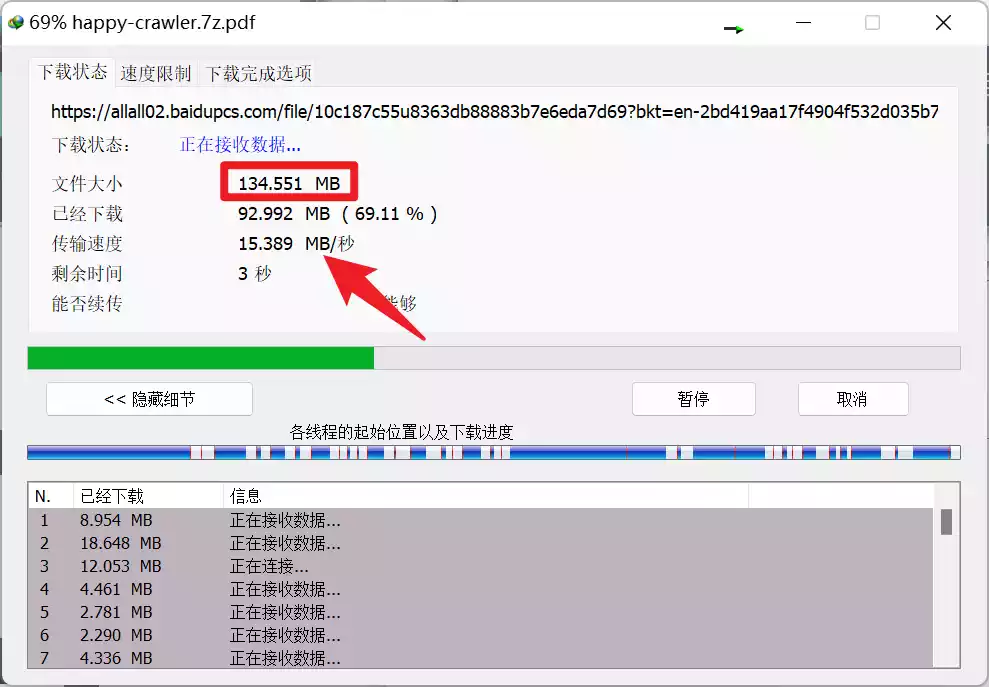 69% happy-crawler.7z.pdf
下载状态 速度限制 下载完成选项
https://allall02.baidupcs.com/file/10c187c55u8363db88883b7e6eda7d69?bkt=en-2bd419aa17f4904f532d035b7
下载状态： 正在接收数据...
文件大小 134.551 MB
已经下载 92.992 MB ( 69.11 % )
传输速度 15.389 MB/秒
剩余时间 3 秒
能否续传 能够
<< 隐藏细节 暂停 取消
各线程的起始位置以及下载进度
N. 已经下载 信息
1 8.954 MB 正在接收数据...
2 18.648 MB 正在接收数据...
3 12.053 MB 正在连接...
4 4.461 MB 正在接收数据...
5 2.781 MB 正在接收数据...
6 2.290 MB 正在接收数据...
7 4.336 MB 正在接收数据...